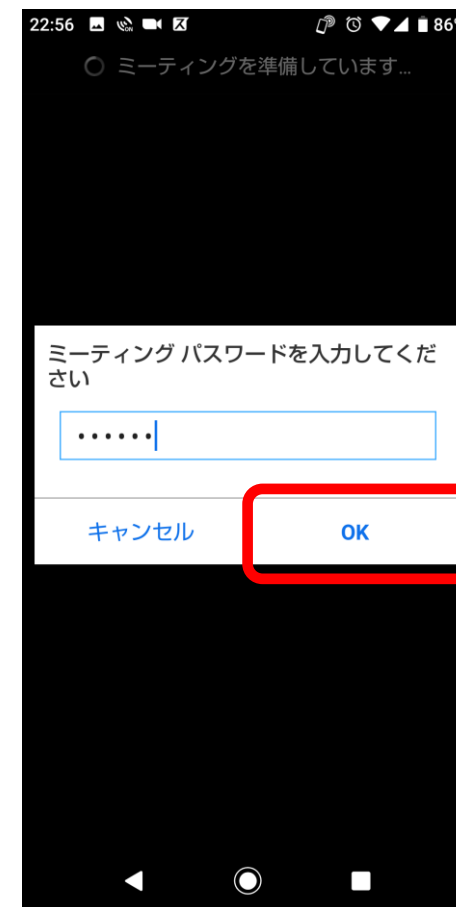 22:56 86%
ミーティングを準備しています...
ミーティング パスワードを入力してくだ
さい
••••••
キャンセル OK